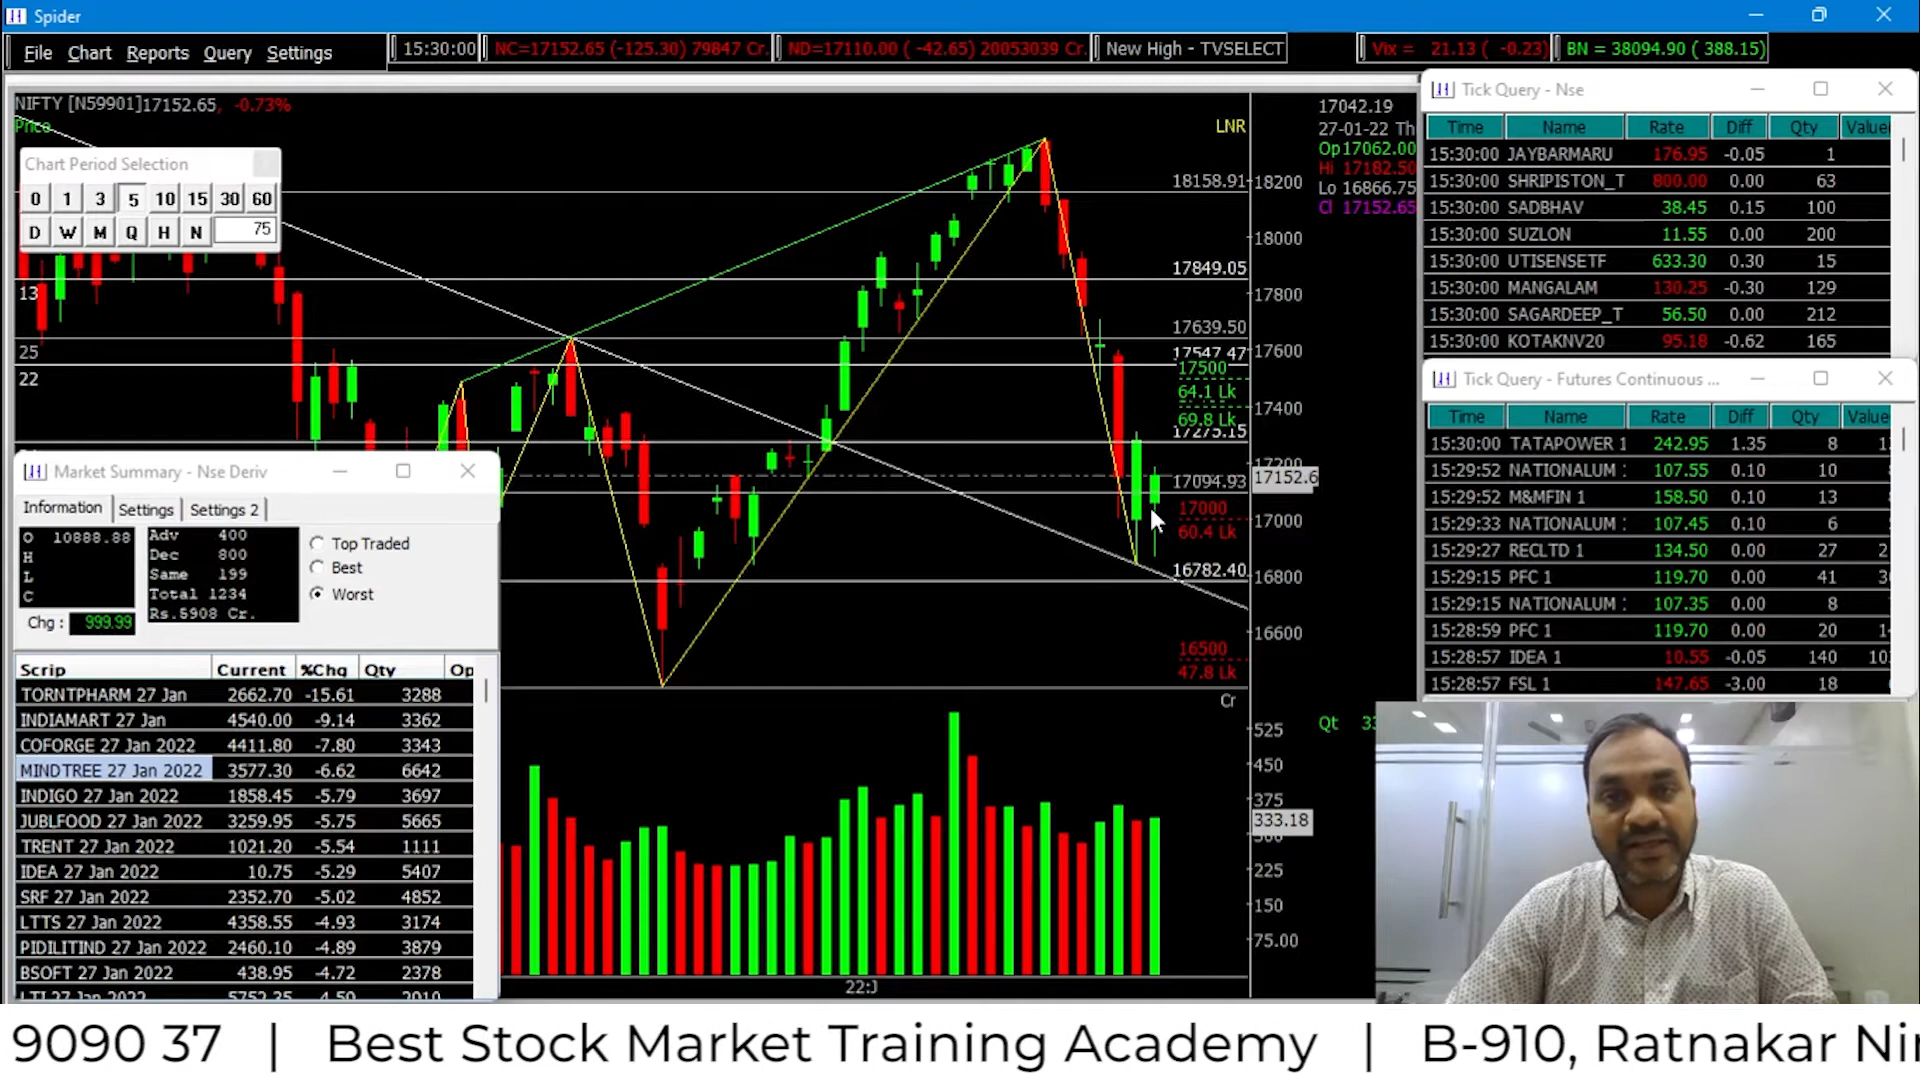 Spider
File Chart Reports Query Settings
15:30:00 NC=17152.65 (-125.30) 79847 Cr. ND=17110.00 ( -42.65) 20053039 Cr. New High - TVSELECT Vix = 21.13 ( -0.23) BN = 38094.90 ( 388.15)
NIFTY [N59901]17152.65, -0.73%
Price
LNR
Chart Period Selection
0 1 3 5 10 15 30 60
D W M Q H N 75
13
25
22
18158.91
17849.05
17639.50
17547.47
17500
64.1 Lk
69.8 Lk
17275.15
17094.93
17000
60.4 Lk
16782.40
16500
47.8 Lk
Cr
18200
18000
17800
17600
17400
17200
17152.6
17000
16800
16600
525
450
375
333.18
225
150
75.00
22:J
17042.19
27-01-22 Th
Op17062.00
Hi 17182.50
Lo 16866.75
Cl 17152.65
Qt
Market Summary - Nse Deriv
Information Settings Settings 2
O 10888.88
H
L
C
Chg : 999.99
Adv 400
Dec 800
Same 199
Total 1234
Rs.5908 Cr.
Top Traded
Best
Worst
Scrip Current %Chg Qty Op
TORNTPHARM 27 Jan 2662.70 -15.61 3288
INDIAMART 27 Jan 4540.00 -9.14 3362
COFORGE 27 Jan 2022 4411.80 -7.80 3343
MINDTREE 27 Jan 2022 3577.30 -6.62 6642
INDIGO 27 Jan 2022 1858.45 -5.79 3697
JUBLFOOD 27 Jan 2022 3259.95 -5.75 5665
TRENT 27 Jan 2022 1021.20 -5.54 1111
IDEA 27 Jan 2022 10.75 -5.29 5407
SRF 27 Jan 2022 2352.70 -5.02 4852
LTTS 27 Jan 2022 4358.55 -4.93 3174
PIDILITIND 27 Jan 2022 2460.10 -4.89 3879
BSOFT 27 Jan 2022 438.95 -4.72 2378
LTI 27 Jan 2022
Tick Query - Nse
Time Name Rate Diff Qty Value
15:30:00 JAYBARMARU 176.95 -0.05 1
15:30:00 SHRIPISTON_T 800.00 0.00 63
15:30:00 SADBHAV 38.45 0.15 100
15:30:00 SUZLON 11.55 0.00 200
15:30:00 UTISENSETF 633.30 0.30 15
15:30:00 MANGALAM 130.25 -0.30 129
15:30:00 SAGARDEEP_T 56.50 0.00 212
15:30:00 KOTAKNV20 95.18 -0.62 165
Tick Query - Futures Continuous ...
Time Name Rate Diff Qty Value
15:30:00 TATAPOWER 1 242.95 1.35 8
15:29:52 NATIONALUM 107.55 0.10 10
15:29:52 M&MFIN 1 158.50 0.10 13
15:29:33 NATIONALUM 107.45 0.10 6
15:29:27 RECLTD 1 134.50 0.00 27
15:29:15 PFC 1 119.70 0.00 41
15:29:15 NATIONALUM 107.35 0.00 8
15:28:59 PFC 1 119.70 0.00 20
15:28:57 IDEA 1 10.55 -0.05 140
15:28:57 FSL 1 147.65 -3.00 18
9090 37 | Best Stock Market Training Academy | B-910, Ratnakar Nin